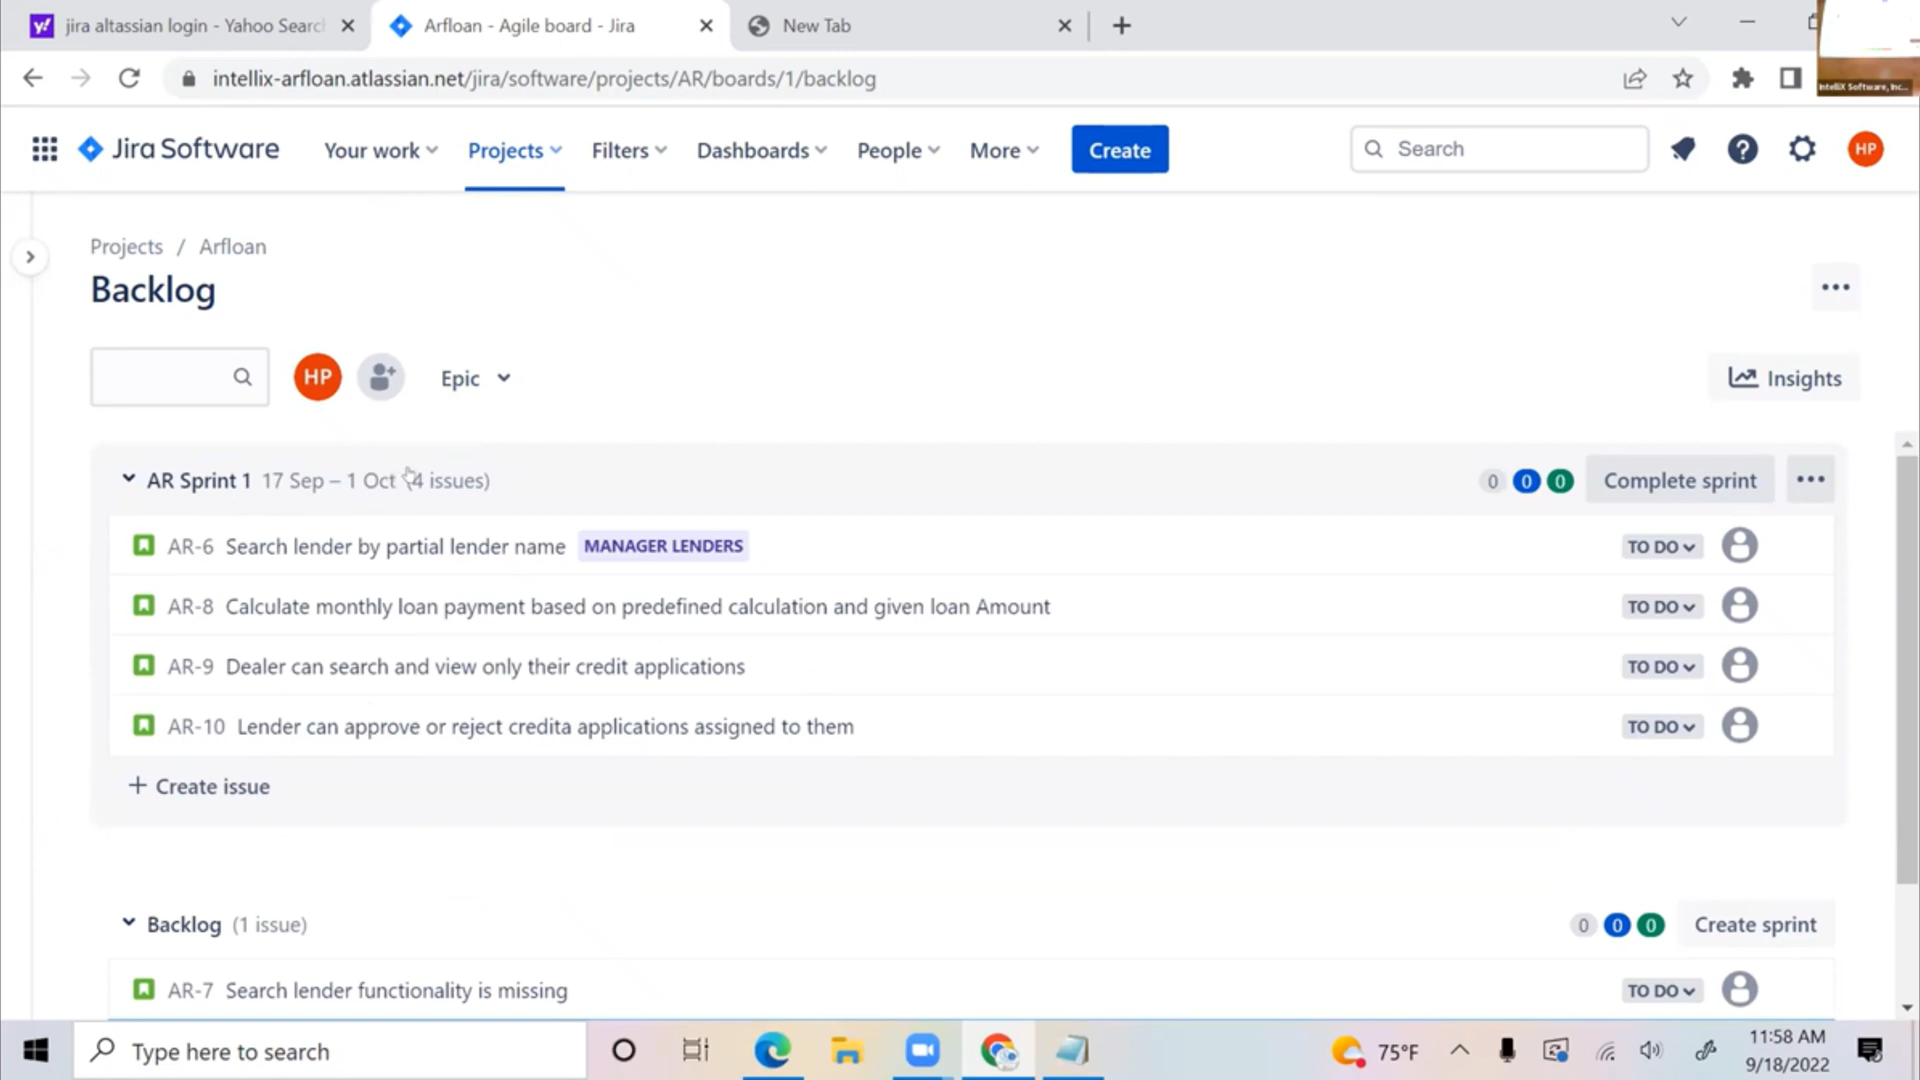 jira altassian login - Yahoo Searc
Arfloan - Agile board - Jira
New Tab
intellix-arfloan.atlassian.net/jira/software/projects/AR/boards/1/backlog
IntelliX Software, Inc...
Jira Software
Your work
Projects
Filters
Dashboards
People
More
Create
Search
HP
Projects / Arfloan
Backlog
HP
Epic
Insights
AR Sprint 1 17 Sep – 1 Oct (4 issues)
0 0 0
Complete sprint
AR-6 Search lender by partial lender name MANAGER LENDERS TO DO
AR-8 Calculate monthly loan payment based on predefined calculation and given loan Amount TO DO
AR-9 Dealer can search and view only their credit applications TO DO
AR-10 Lender can approve or reject credita applications assigned to them TO DO
+ Create issue
Backlog (1 issue)
0 0 0
Create sprint
AR-7 Search lender functionality is missing TO DO
Type here to search
75°F
11:58 AM
9/18/2022